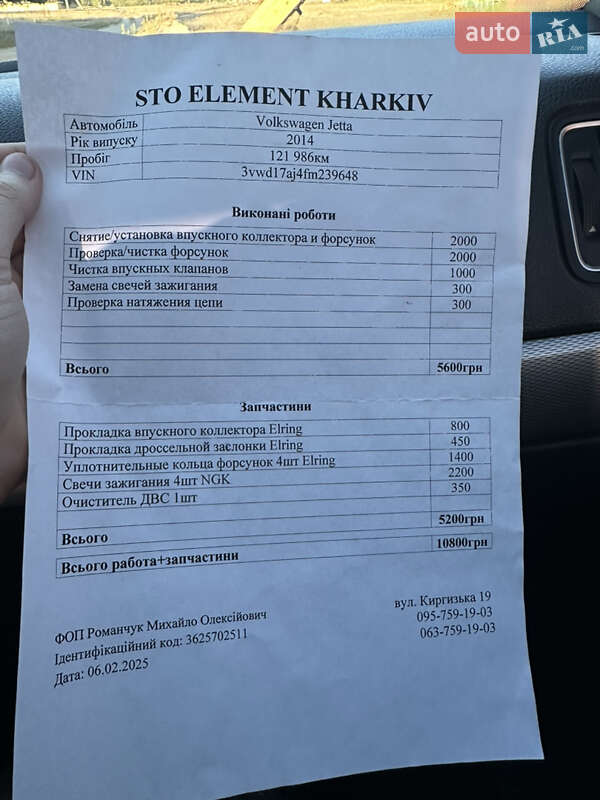 auto RIA .com
STO ELEMENT KHARKIV
Автомобіль Volkswagen Jetta
Рік випуску 2014
Пробіг 121 986км
VIN 3vwd17aj4fm239648
Виконані роботи
Снятие/установка впускного коллектора и форсунок 2000
Проверка/чистка форсунок 2000
Чистка впускных клапанов 1000
Замена свечей зажигания 300
Проверка натяжения цепи 300
Всього 5600грн
Запчастини
Прокладка впускного коллектора Elring 800
Прокладка дроссельной заслонки Elring 450
Уплотнительные кольца форсунок 4шт Elring 1400
Свечи зажигания 4шт NGK 2200
Очиститель ДВС 1шт 350
Всього 5200грн
Всього работа+запчастини 10800грн
ФОП Романчук Михайло Олексійович
Ідентифікаційний код: 3625702511
Дата: 06.02.2025
вул. Киргизька 19
095-759-19-03
063-759-19-03